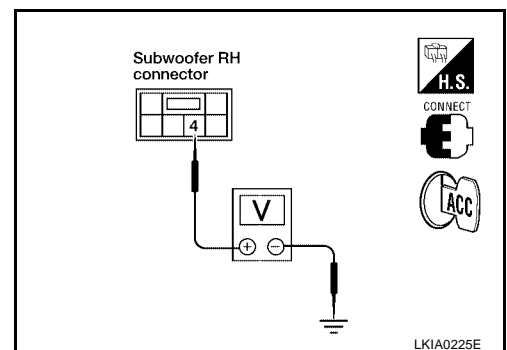 Subwoofer RH
connector
4
V
+ −
H.S.
CONNECT
ACC
LKIA0225E